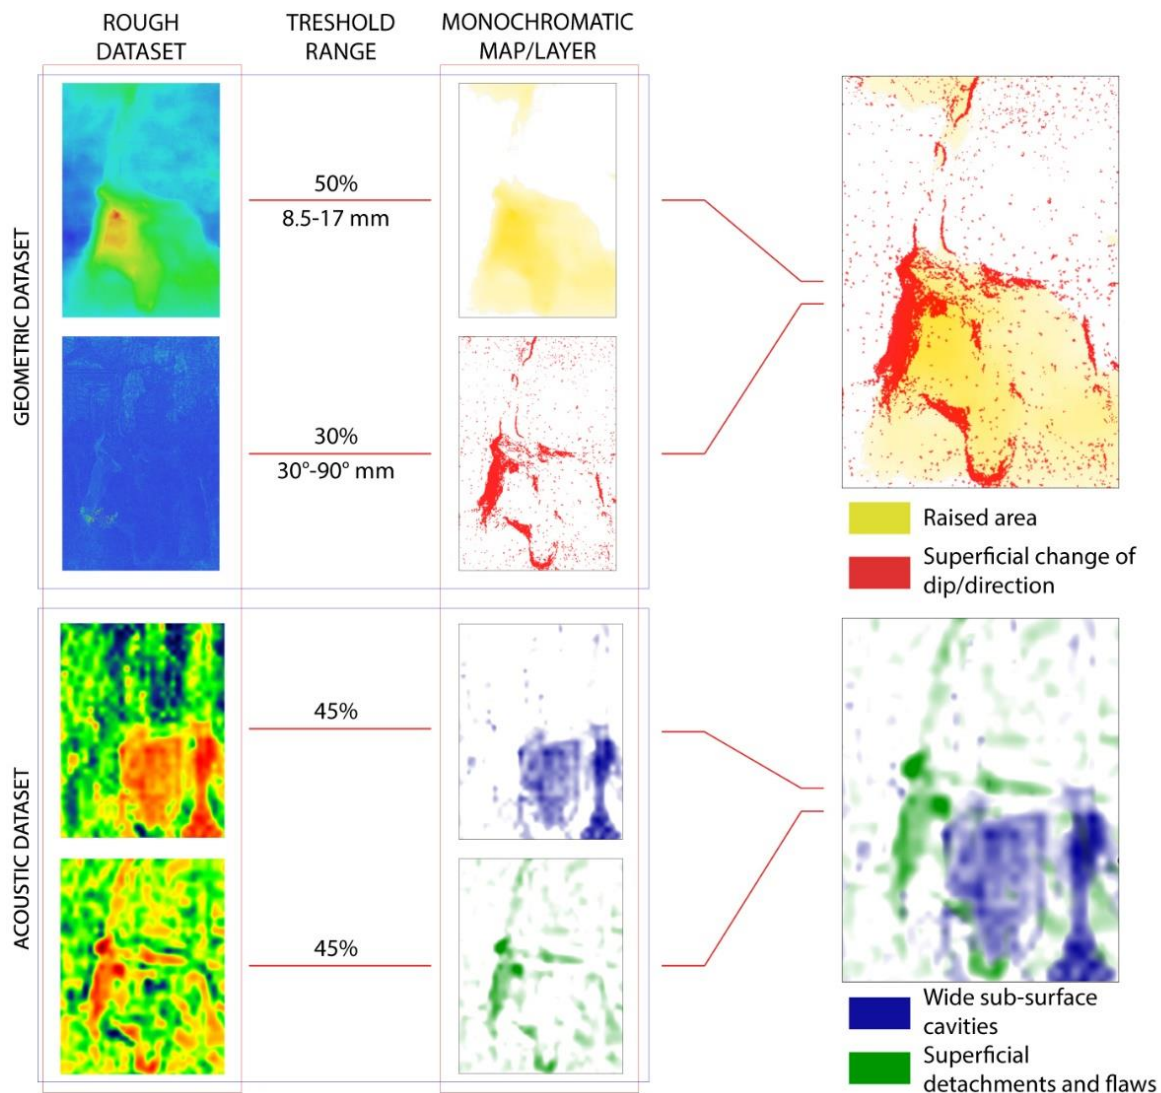 ROUGH
DATASET
TRESHOLD
RANGE
MONOCHROMATIC
MAP/LAYER
GEOMETRIC DATASET
50%
8.5-17 mm
30%
30°-90° mm
Raised area
Superficial change of
dip/direction
ACOUSTIC DATASET
45%
45%
Wide sub-surface
cavities
Superficial
detachments and flaws